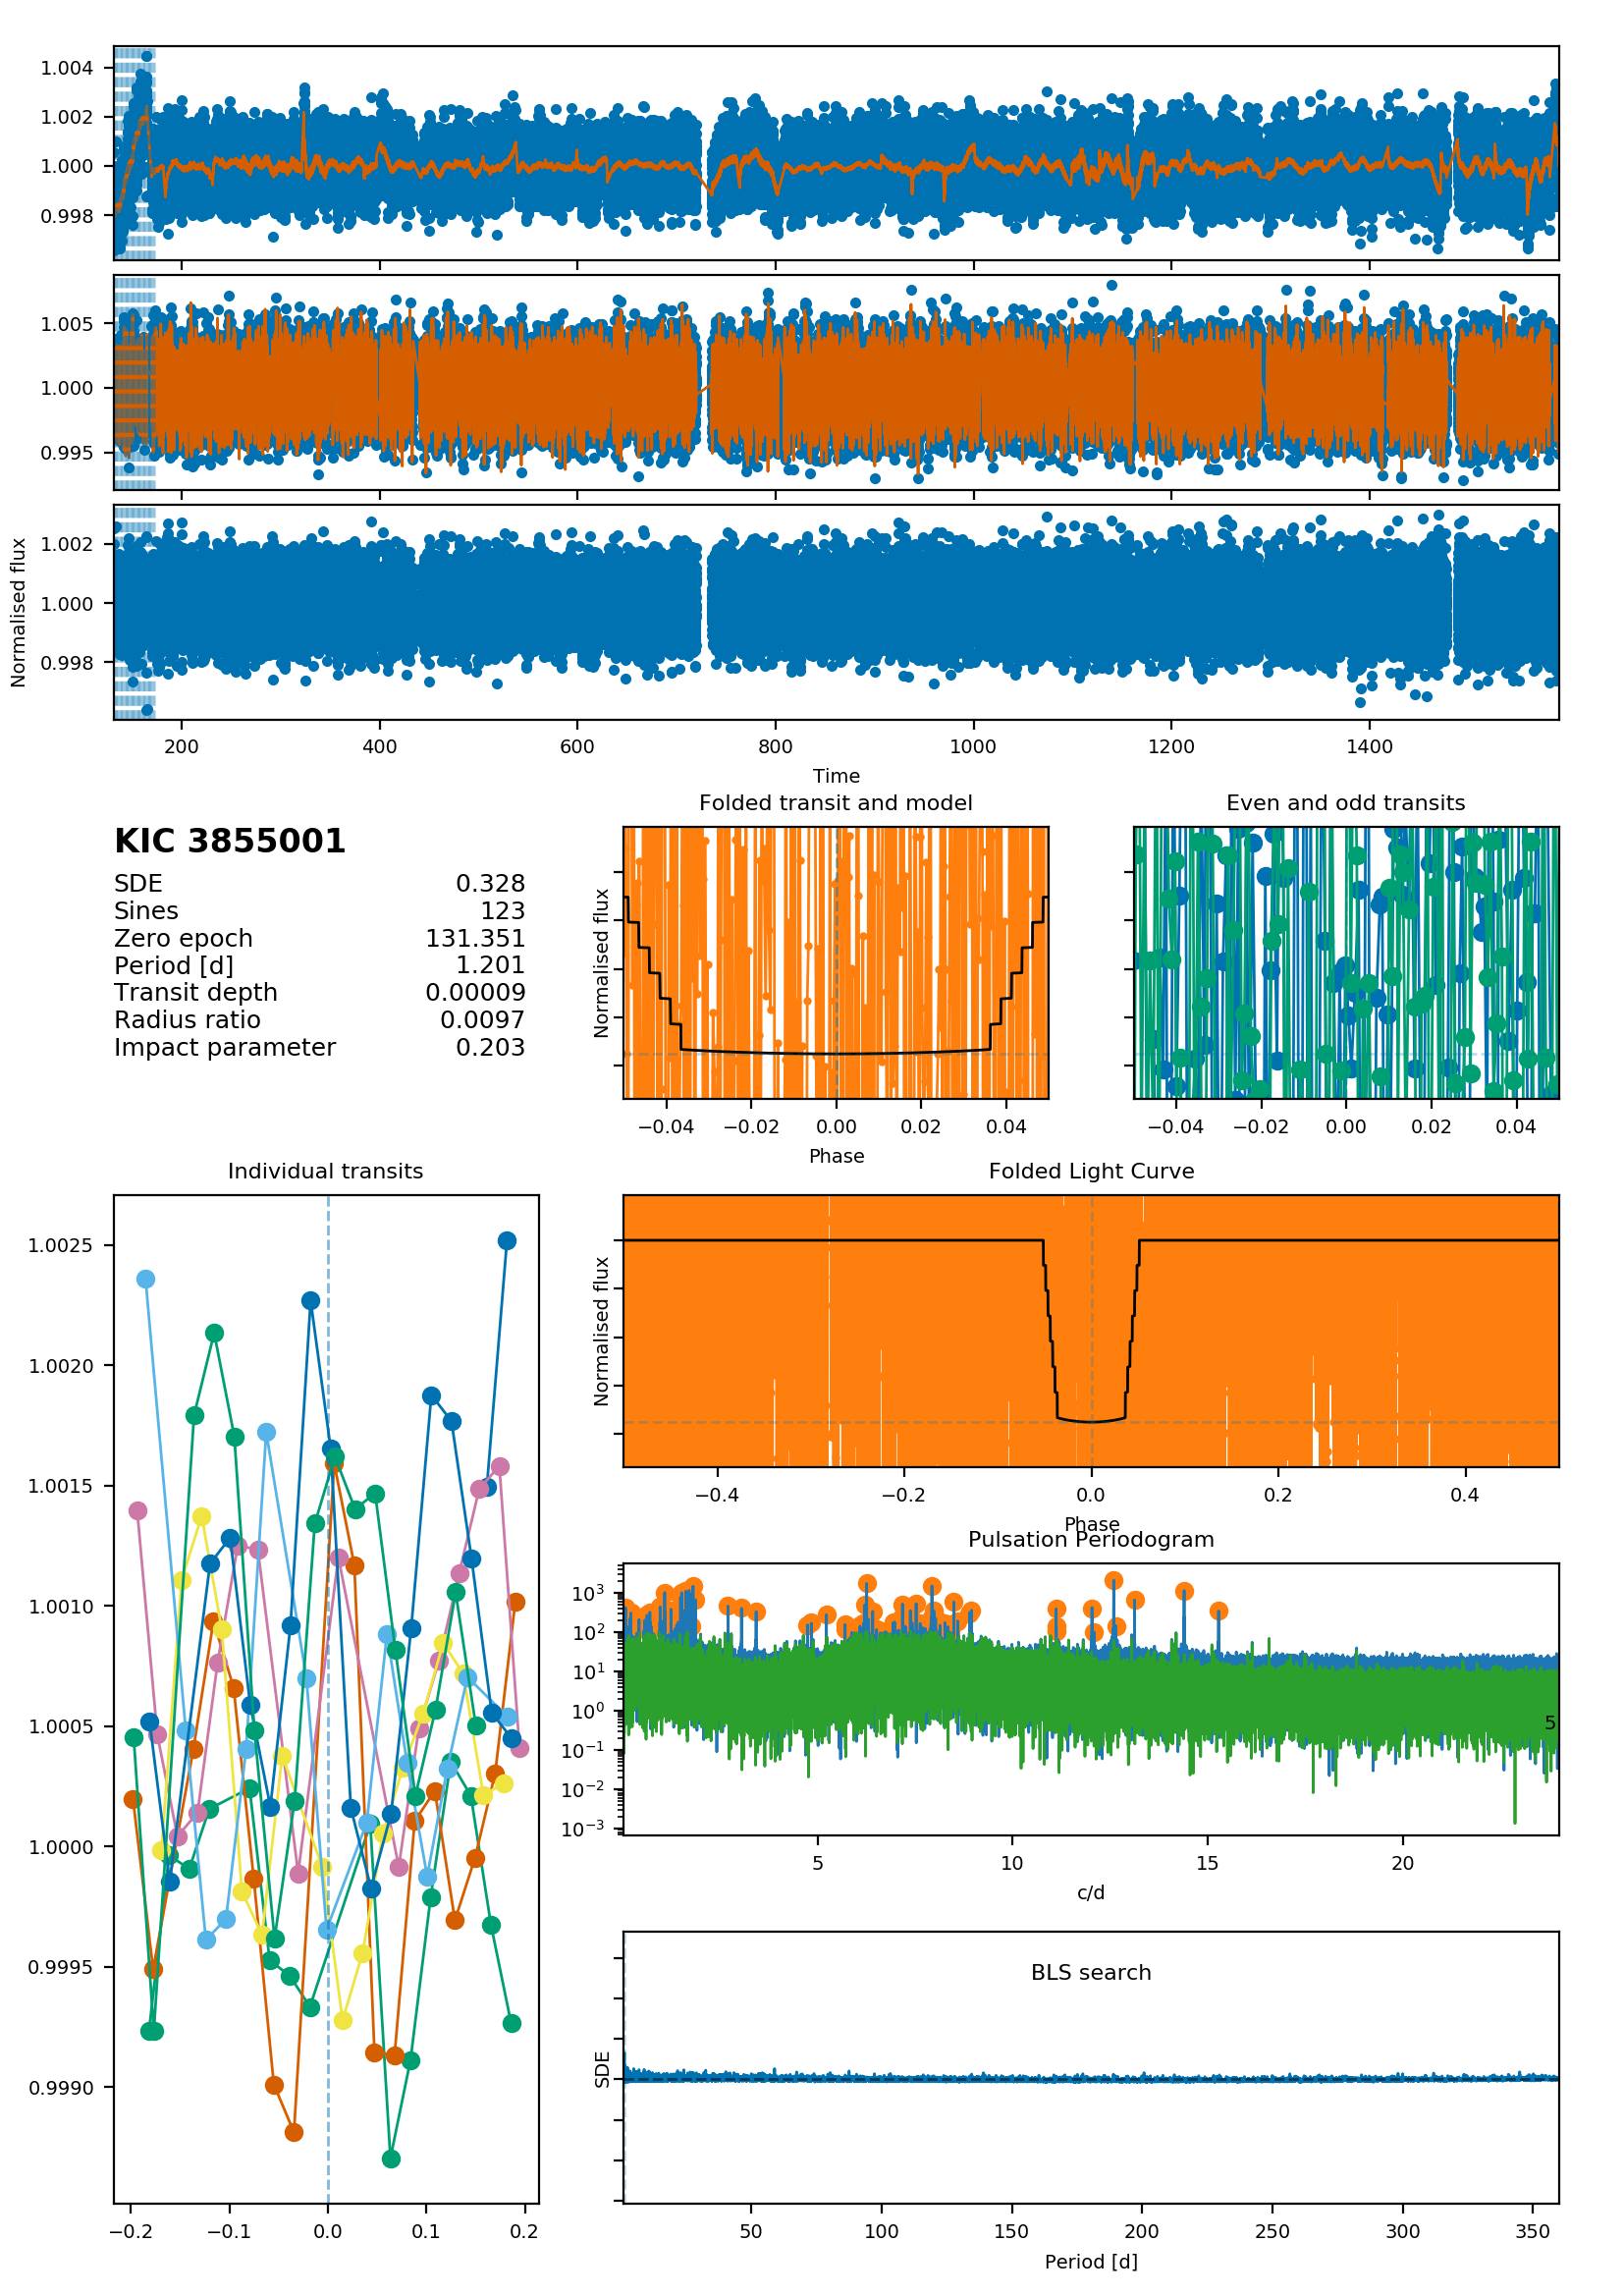 1.004
1.002
1.000
0.998
1.005
1.000
0.995
200 400 600 800 1000 1200 1400
1.002
1.000
0.998
Normalised flux
Time
KIC 3855001
SDE 0.328
Sines 123
Zero epoch 131.351
Period [d] 1.201
Transit depth 0.00009
Radius ratio 0.0097
Impact parameter 0.203
Folded transit and model
Normalised flux
−0.04 −0.02 0.00 0.02 0.04
Phase
Even and odd transits
−0.04 −0.02 0.00 0.02 0.04
Individual transits
1.0025
1.0020
1.0015
1.0010
1.0005
1.0000
0.9995
0.9990
−0.2 −0.1 0.0 0.1 0.2
Folded Light Curve
Normalised flux
−0.4 −0.2 0.0 0.2 0.4
Phase
Pulsation Periodogram
10³
10²
10¹
10⁰
10⁻¹
10⁻²
10⁻³
5
5 10 15 20
c/d
BLS search
SDE
50 100 150 200 250 300 350
Period [d]